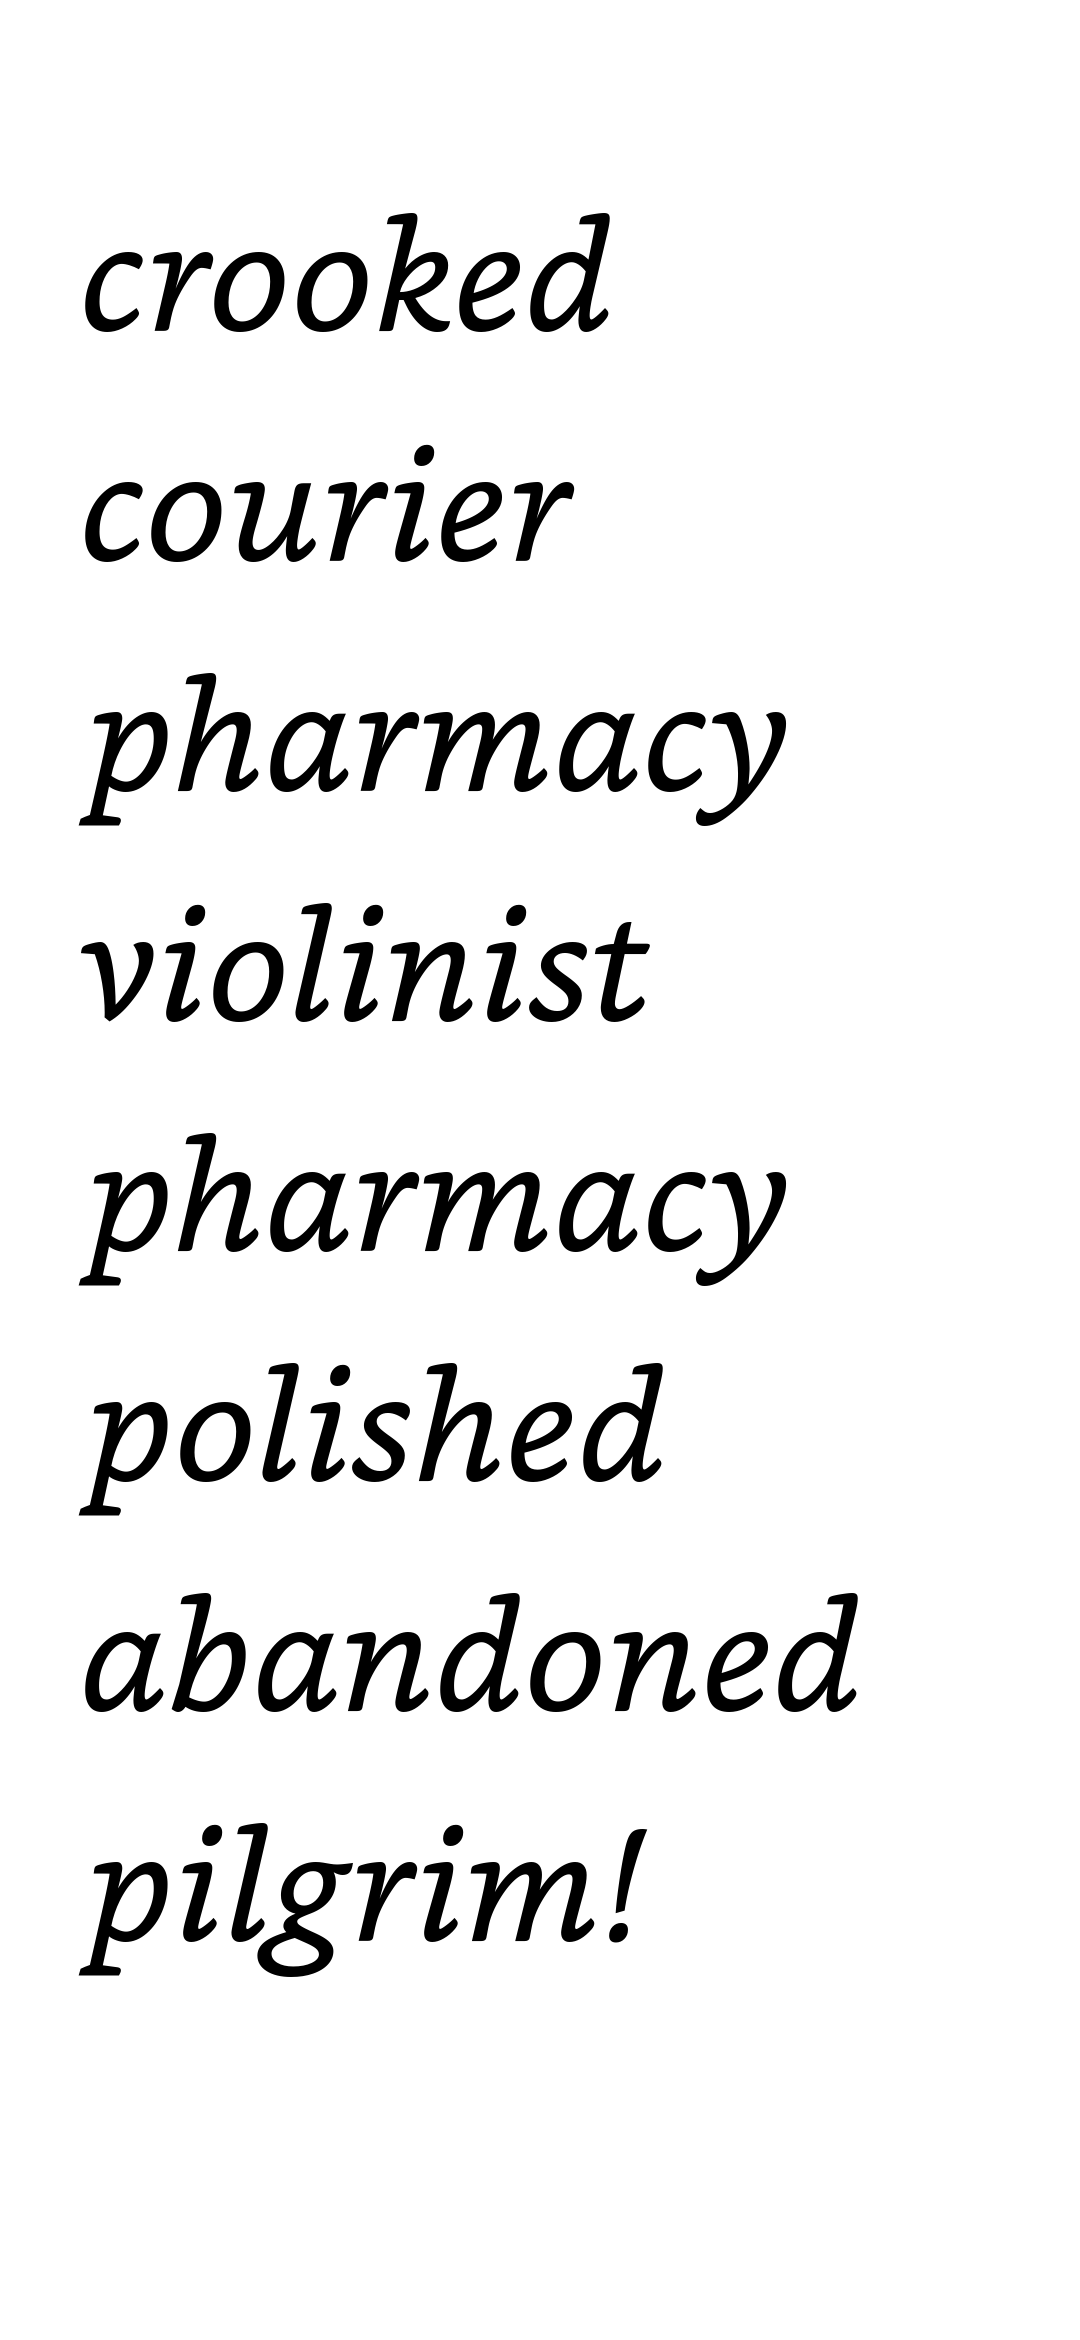 crooked
courier
pharmacy
violinist
pharmacy
polished
abandoned
pilgrim!